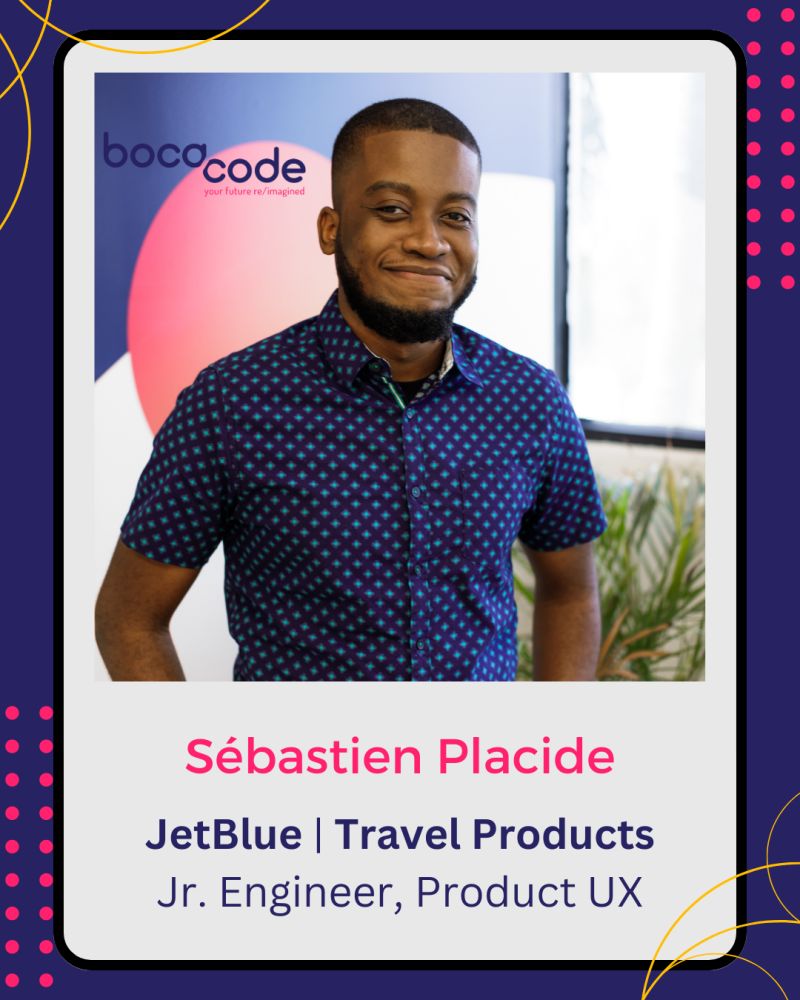 boca
code
your future re/imagined
Sébastien Placide
JetBlue | Travel Products
Jr. Engineer, Product UX